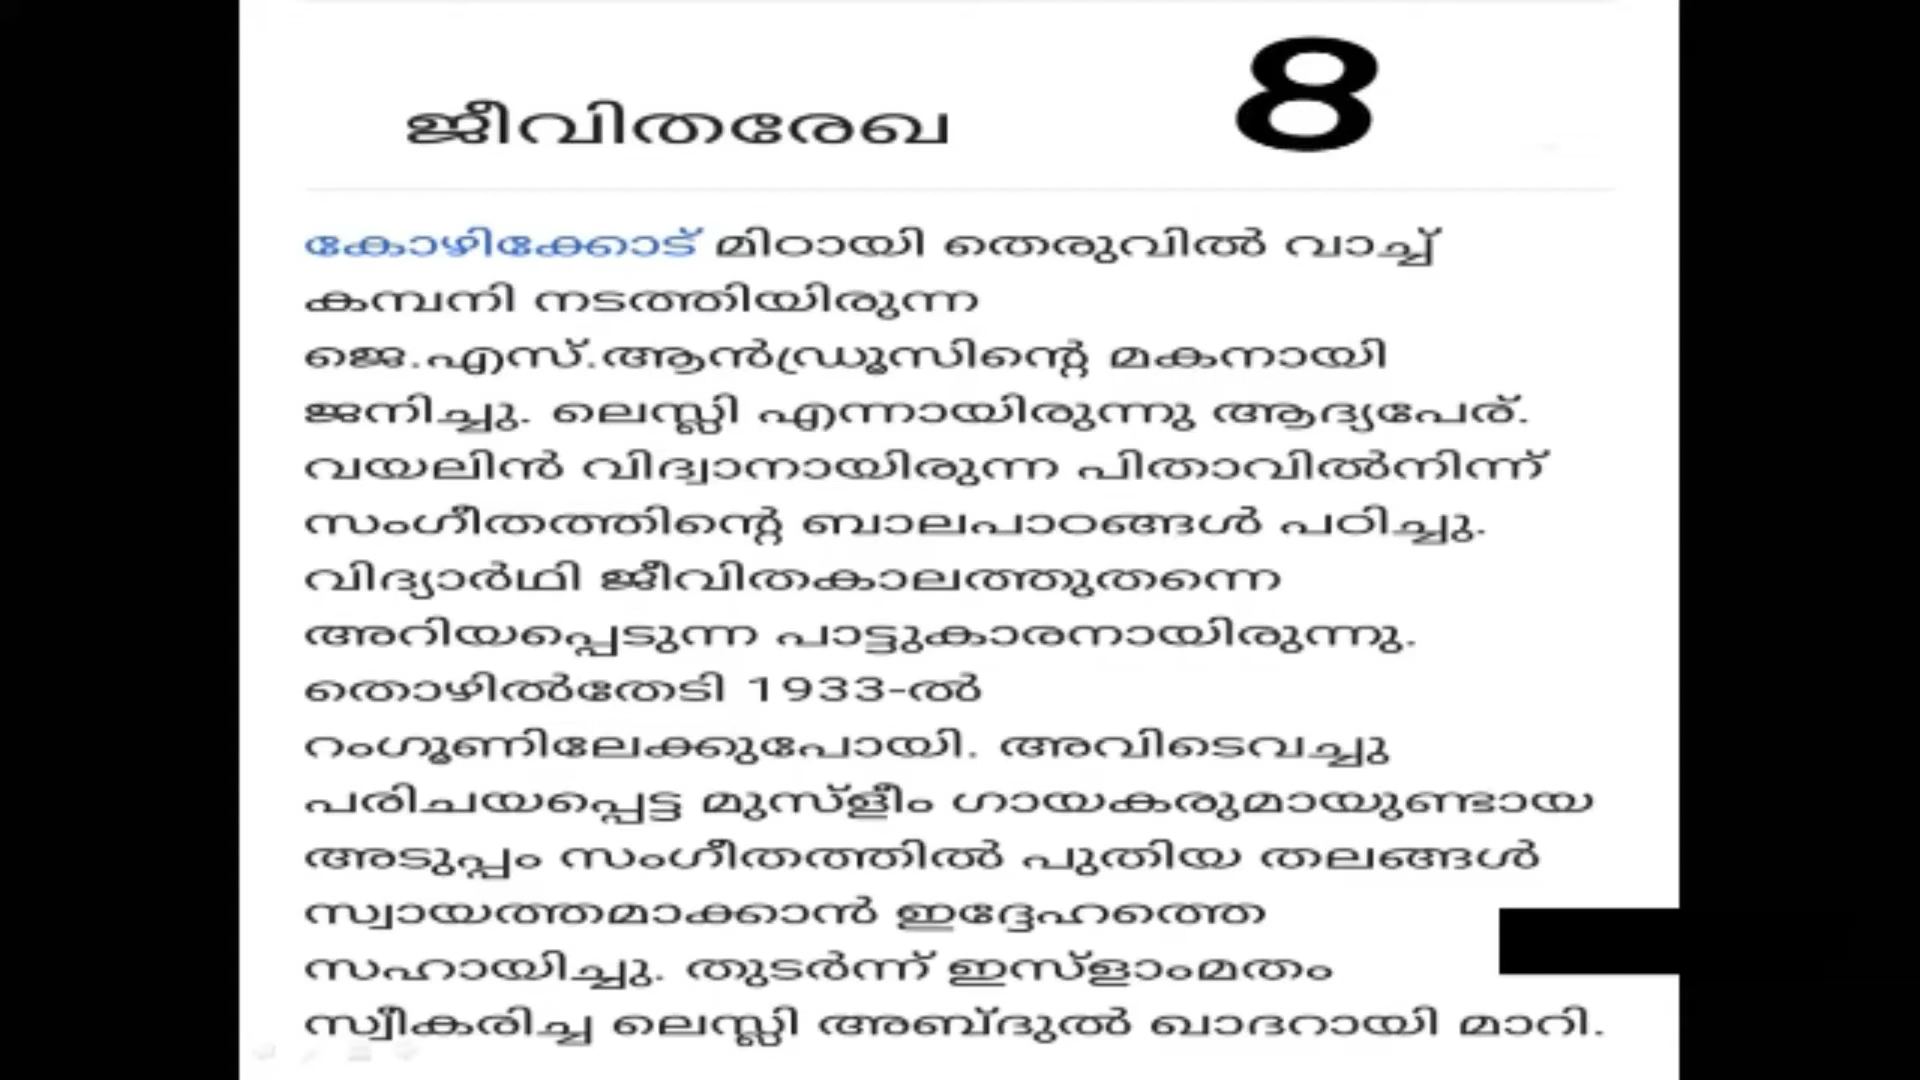 ജീവിതരേഖ 8
കോഴിക്കോട് മിഠായി തെരുവിൽ വാച്ച്
കമ്പനി നടത്തിയിരുന്ന
ജെ.എസ്.ആൻഡ്രൂസിന്റെ മകനായി
ജനിച്ചു. ലെസ്ലി എന്നായിരുന്നു ആദ്യപേര്.
വയലിൻ വിദ്വാനായിരുന്ന പിതാവിൽനിന്ന്
സംഗീതത്തിന്റെ ബാലപാഠങ്ങൾ പഠിച്ചു.
വിദ്യാർഥി ജീവിതകാലത്തുതന്നെ
അറിയപ്പെടുന്ന പാട്ടുകാരനായിരുന്നു.
തൊഴിൽതേടി 1933-ൽ
റംഗൂണിലേക്കുപോയി. അവിടെവച്ചു
പരിചയപ്പെട്ട മുസ്ളീം ഗായകരുമായുണ്ടായ
അടുപ്പം സംഗീതത്തിൽ പുതിയ തലങ്ങൾ
സ്വായത്തമാക്കാൻ ഇദ്ദേഹത്തെ
സഹായിച്ചു. തുടർന്ന് ഇസ്ളാംമതം
സ്വീകരിച്ച ലെസ്ലി അബ്ദുൽ ഖാദറായി മാറി.